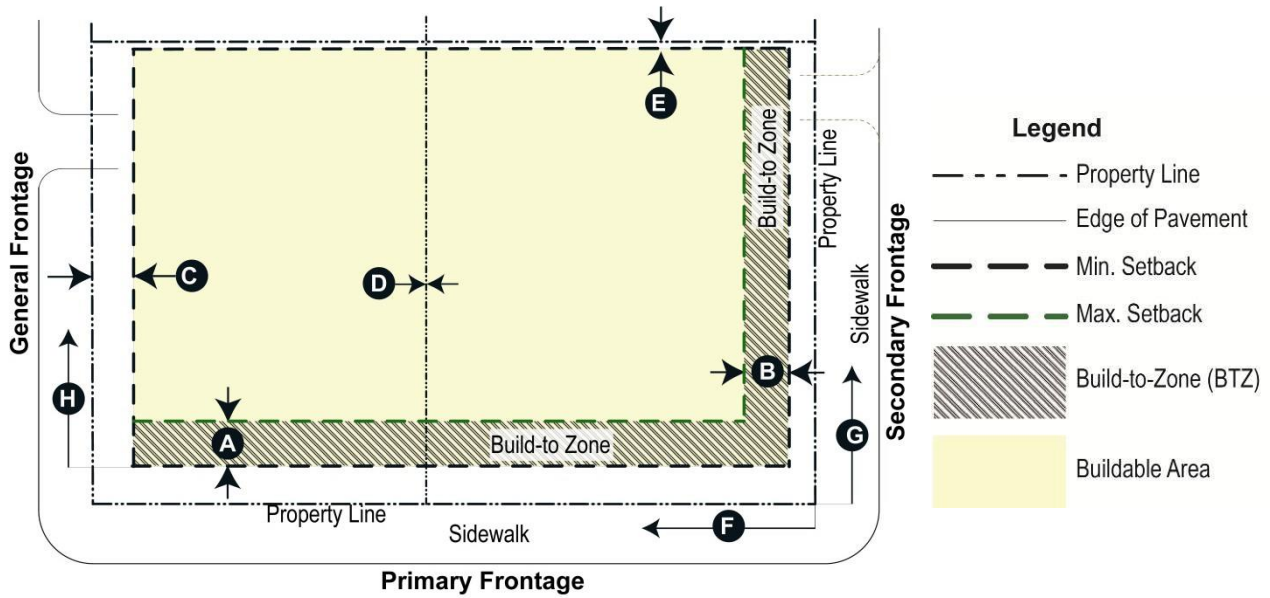 E
Build-to Zone
Property Line
General Frontage
C
D
Sidewalk
Secondary Frontage
B
H
A
Build-to Zone
G
Property Line
F
Sidewalk
Primary Frontage
Legend
Property Line
Edge of Pavement
Min. Setback
Max. Setback
Build-to-Zone (BTZ)
Buildable Area